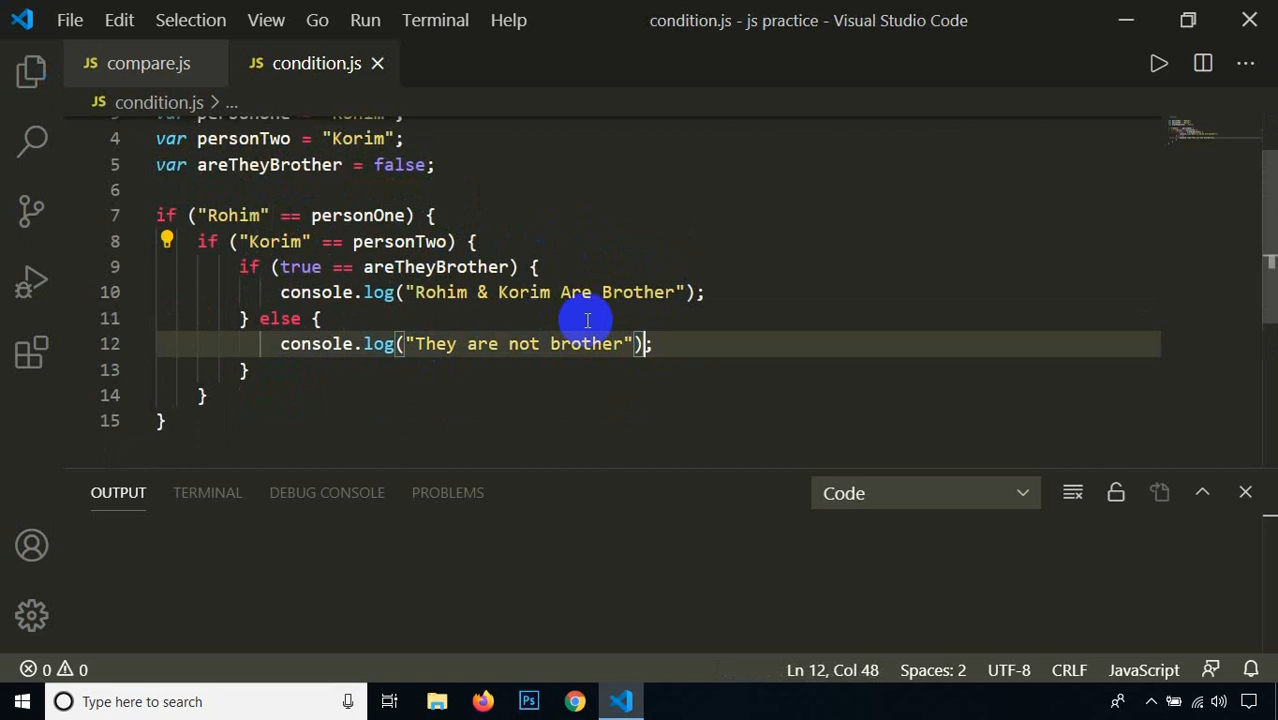 File Edit Selection View Go Run Terminal Help condition.js - js practice - Visual Studio Code
JS compare.js JS condition.js
JS condition.js > ...
4 var personTwo = "Korim";
5 var areTheyBrother = false;
6
7 if ("Rohim" == personOne) {
8 if ("Korim" == personTwo) {
9 if (true == areTheyBrother) {
10 console.log("Rohim & Korim Are Brother");
11 } else {
12 console.log("They are not brother");
13 }
14 }
15 }
OUTPUT TERMINAL DEBUG CONSOLE PROBLEMS Code
0 0 Ln 12, Col 48 Spaces: 2 UTF-8 CRLF JavaScript
Type here to search Ps